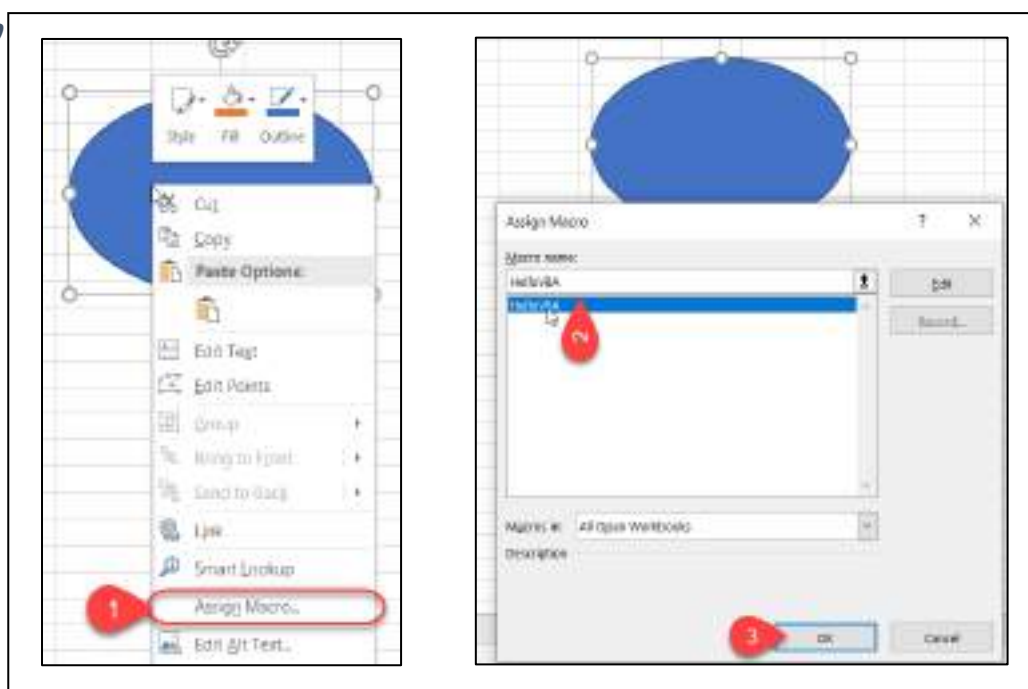 Style Fill Outline
Cut
Copy
Paste Options:
Edit Text
Edit Points
Group
Bring to Front
Send to Back
Link
Smart Lookup
1
Assign Macro...
Edit Alt Text...
Assign Macro ? ×
Macro name:
HelloVBA
Edit
HelloVBA
Record...
2
Macros in: All Open Workbooks
Description
3
OK
Cancel